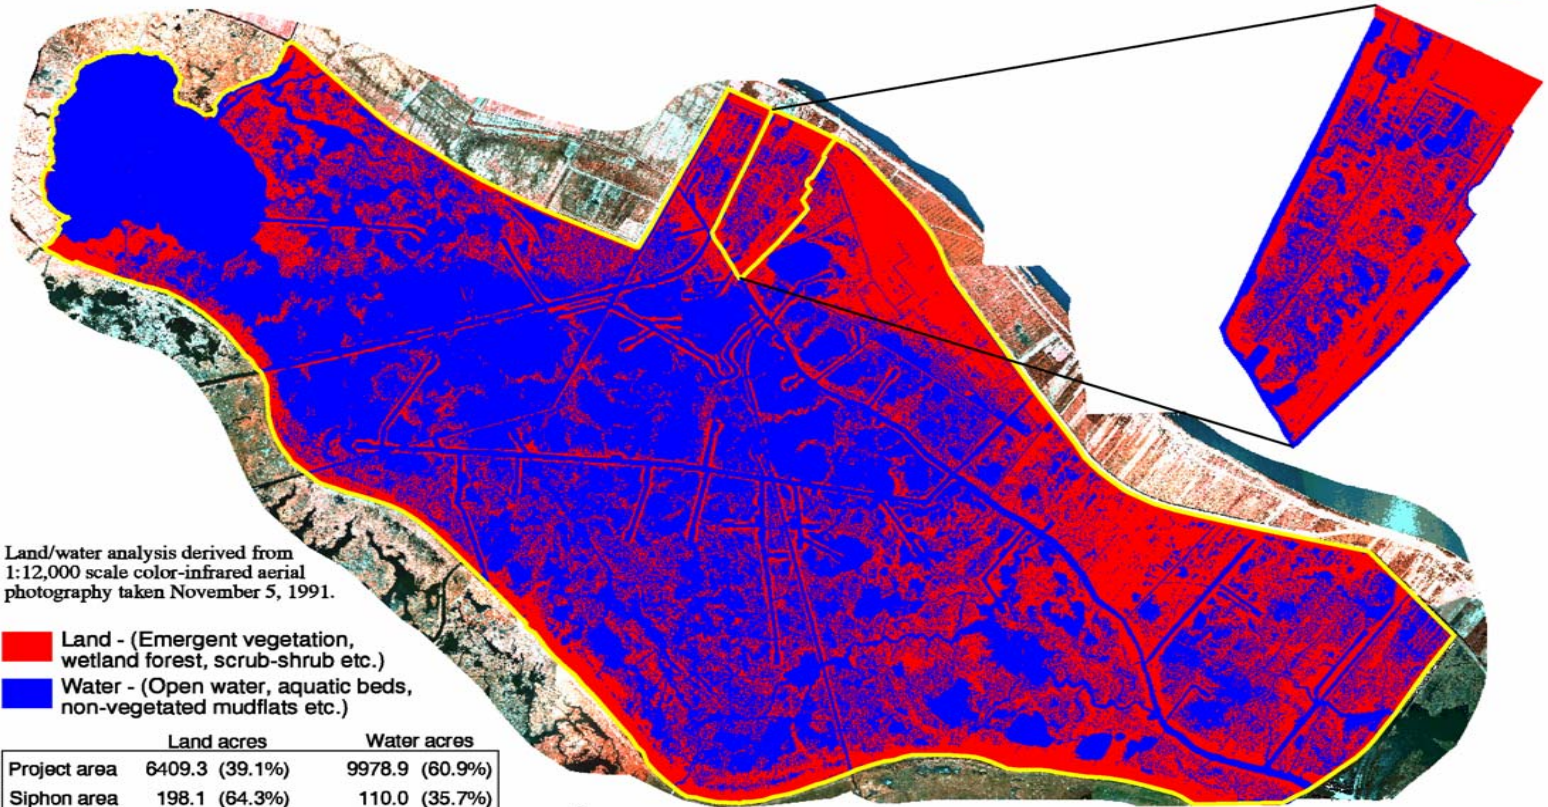 Land/water analysis derived from
1:12,000 scale color-infrared aerial
photography taken November 5, 1991.
Land - (Emergent vegetation,
wetland forest, scrub-shrub etc.)
Water - (Open water, aquatic beds,
non-vegetated mudflats etc.)
Land acres Water acres
Project area 6409.3 (39.1%) 9978.9 (60.9%)
Siphon area 198.1 (64.3%) 110.0 (35.7%)